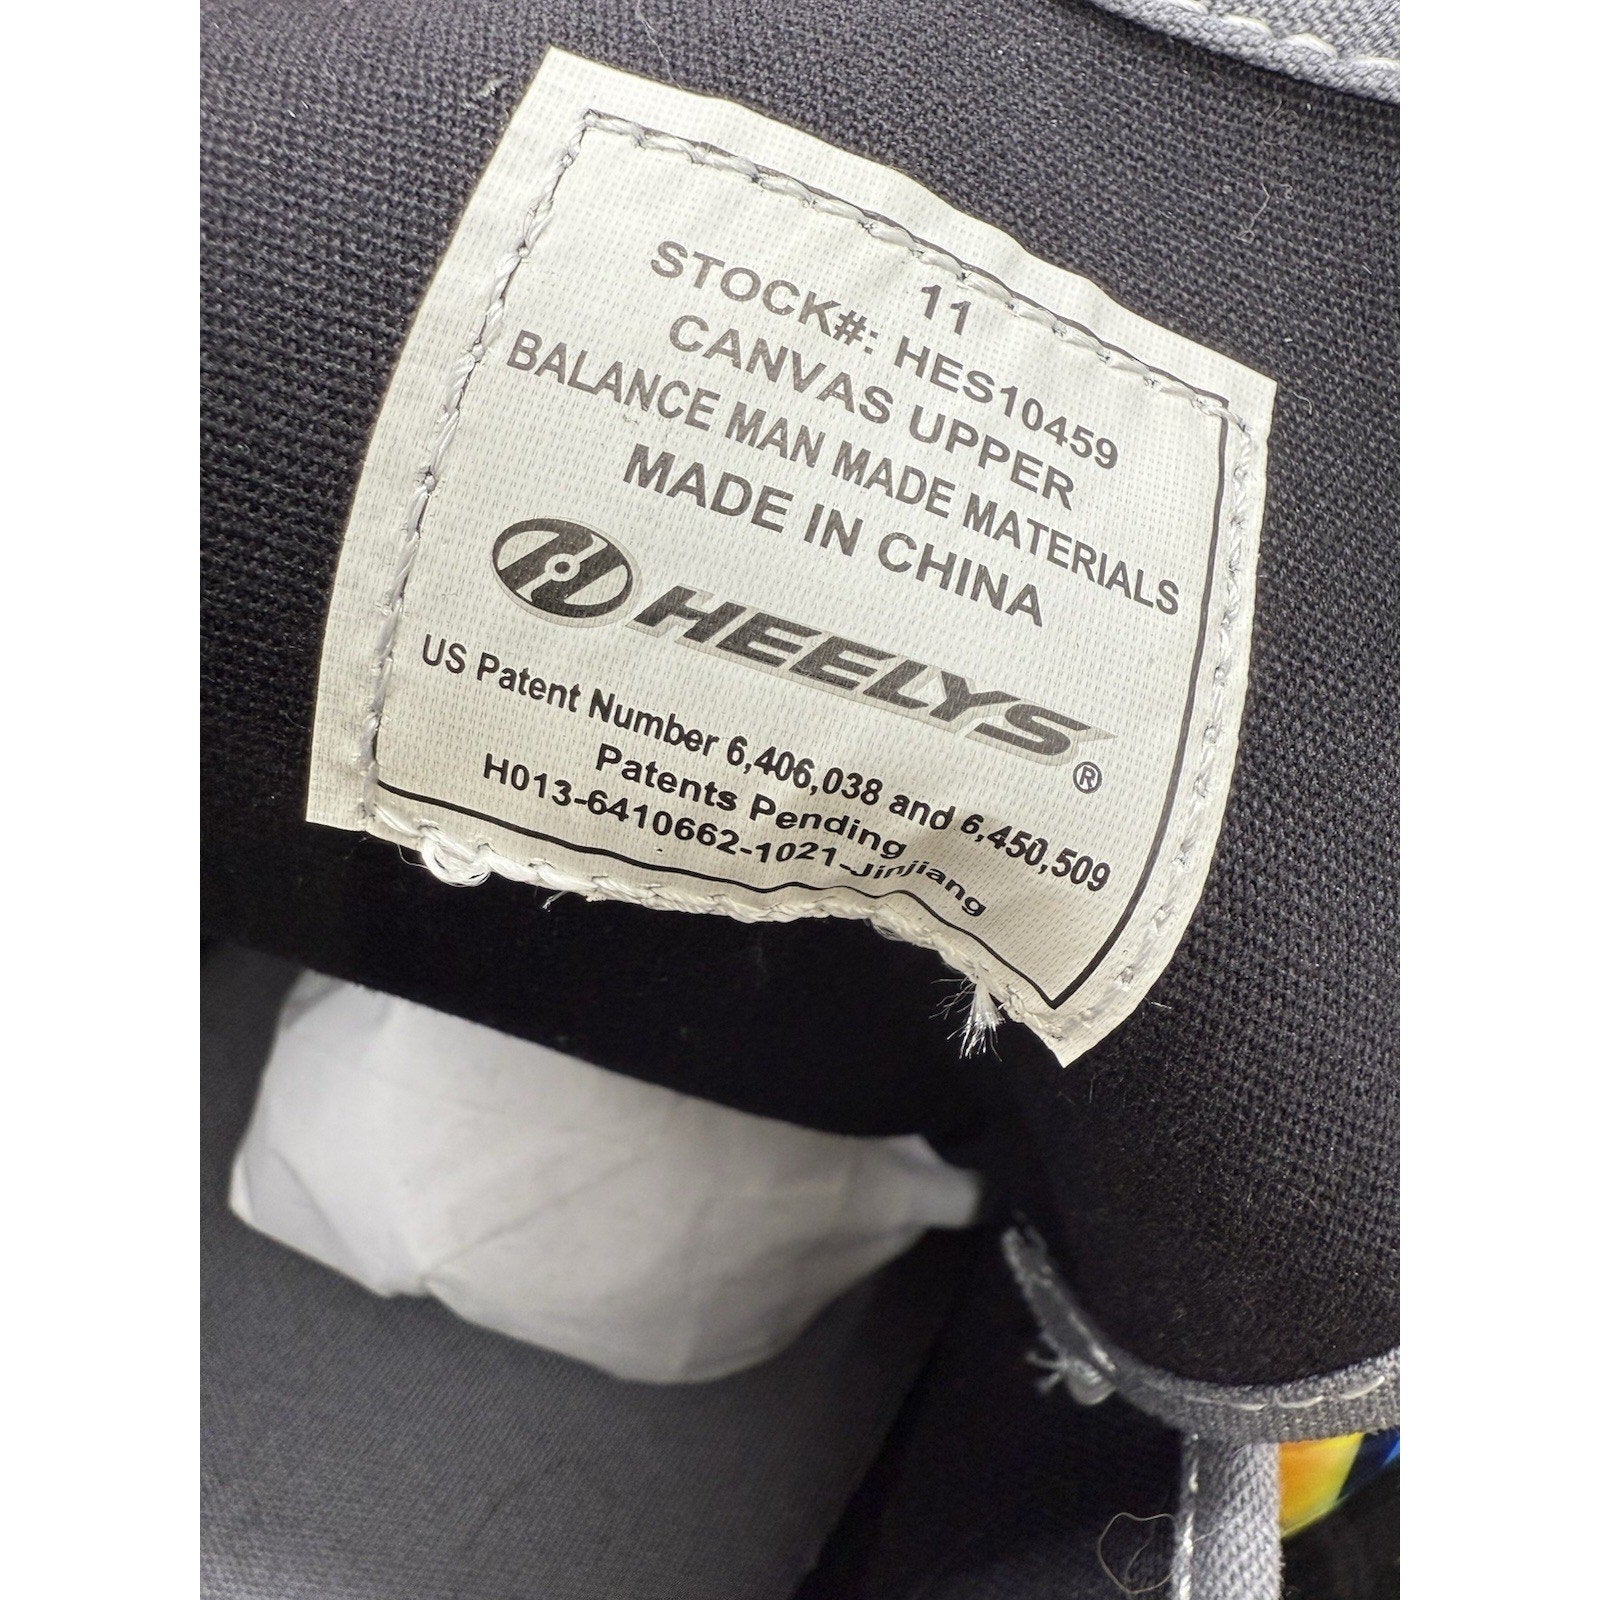 11
STOCK#: HES10459
CANVAS UPPER
BALANCE MAN MADE MATERIALS
MADE IN CHINA
HEELYS®
US Patent Number 6,406,038 and 6,450,509
Patents Pending
H013-6410662-1021-Jinjiang